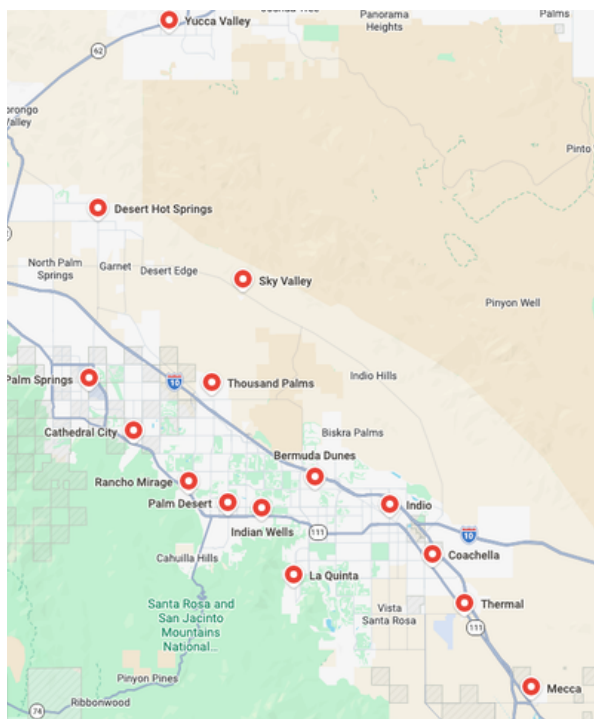 Yucca Valley
Panorama
Heights
Palms
62
Valley
Pinto
Desert Hot Springs
North Palm
Springs
Garnet
Desert Edge
Sky Valley
Pinyon Well
Palm Springs
10
Thousand Palms
Indio Hills
Cathedral City
Biskra Palms
Bermuda Dunes
Rancho Mirage
Palm Desert
Indio
Indian Wells
111
10
Cahuilla Hills
Coachella
La Quinta
Santa Rosa and
San Jacinto
Mountains
National...
Vista
Santa Rosa
Thermal
111
Pinyon Pines
Mecca
Ribbonwood
74